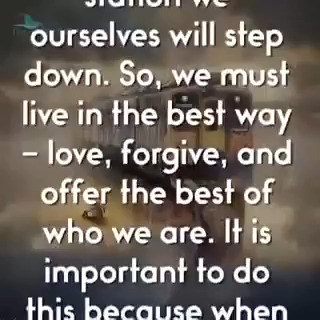 station we
ourselves will step
down. So, we must
live in the best way
– love, forgive, and
offer the best of
who we are. It is
important to do
this because when